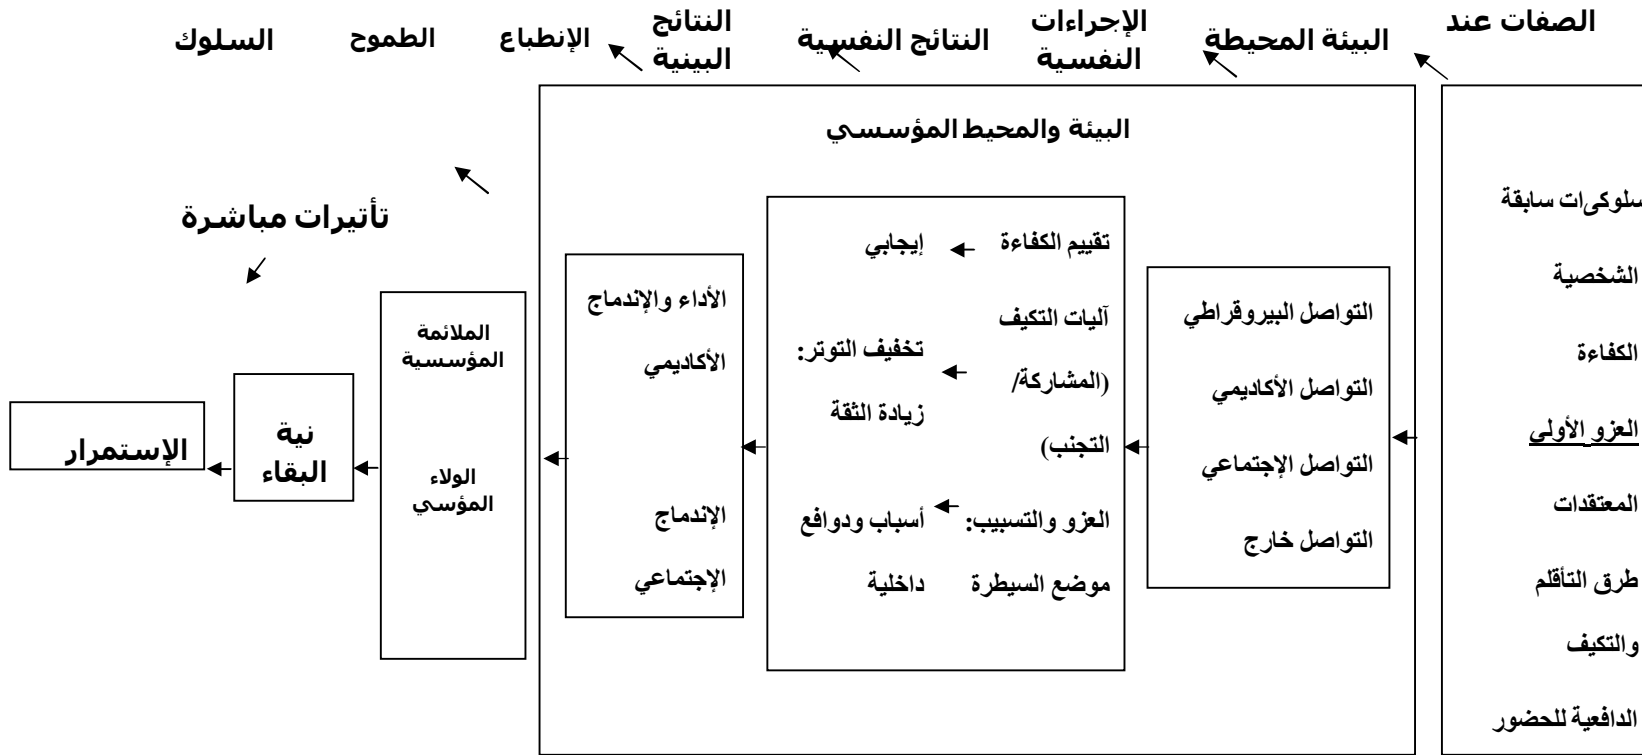 الصفات عند
البيئة المحيطة
الإجراءات
النفسية
النتائج النفسية
النتائج
البينية
الإنطباع
الطموح
السلوك
البيئة والمحيط المؤسسي
تأثيرات مباشرة
سلوكىات سابقة
الشخصية
الكفاءة
العزو الأولي
المعتقدات
طرق التأقلم
والتكيف
الدافعية للحضور
التواصل البيروقراطي
التواصل الأكاديمي
التواصل الإجتماعي
التواصل خارج
تقييم الكفاءة
إيجابي
آليات التكيف
(المشاركة/
التجنب)
تخفيف التوتر:
زيادة الثقة
العزو والتسبيب:
موضع السيطرة
أسباب ودوافع
داخلية
الأداء والإندماج
الأكاديمي
الإندماج
الإجتماعي
الملائمة
المؤسسية
الولاء
المؤسي
نية
البقاء
الإستمرار